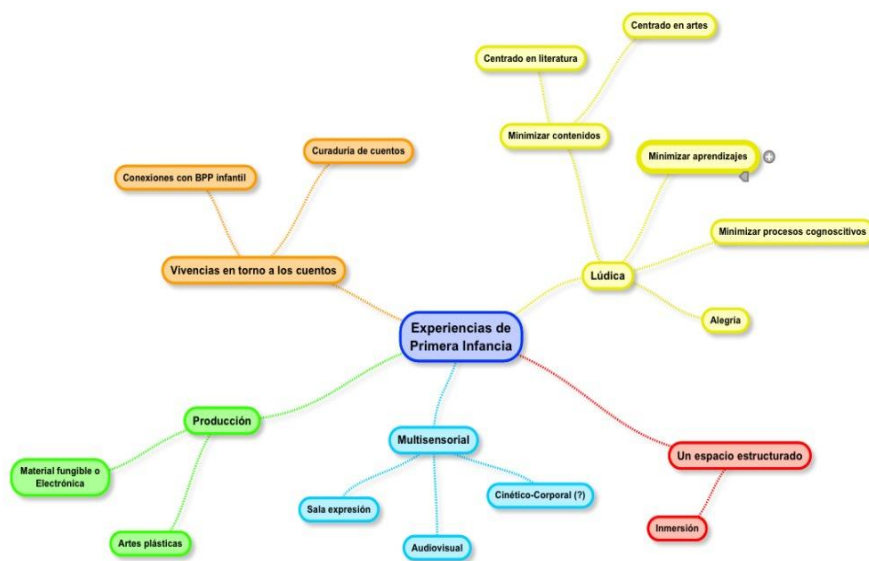 Centrado en artes
Centrado en literatura
Minimizar contenidos
Curaduría de cuentos
Minimizar aprendizajes
Conexiones con BPP infantil
Minimizar procesos cognoscitivos
Vivencias en torno a los cuentos
Lúdica
Alegría
Experiencias de
Primera Infancia
Producción
Multisensorial
Un espacio estructurado
Material fungible o
Electrónica
Cinético-Corporal (?)
Sala expresión
Inmersión
Artes plásticas
Audiovisual